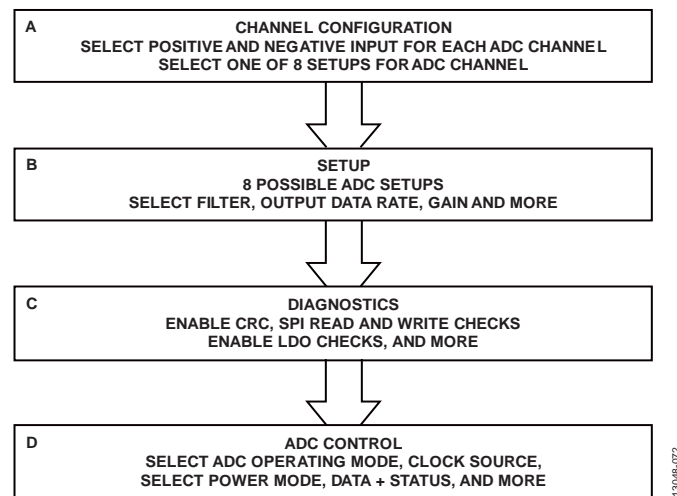 A
CHANNEL CONFIGURATION
SELECT POSITIVE AND NEGATIVE INPUT FOR EACH ADC CHANNEL
SELECT ONE OF 8 SETUPS FOR ADC CHANNEL
B
SETUP
8 POSSIBLE ADC SETUPS
SELECT FILTER, OUTPUT DATA RATE, GAIN AND MORE
C
DIAGNOSTICS
ENABLE CRC, SPI READ AND WRITE CHECKS
ENABLE LDO CHECKS, AND MORE
D
ADC CONTROL
SELECT ADC OPERATING MODE, CLOCK SOURCE,
SELECT POWER MODE, DATA + STATUS, AND MORE
13048-072